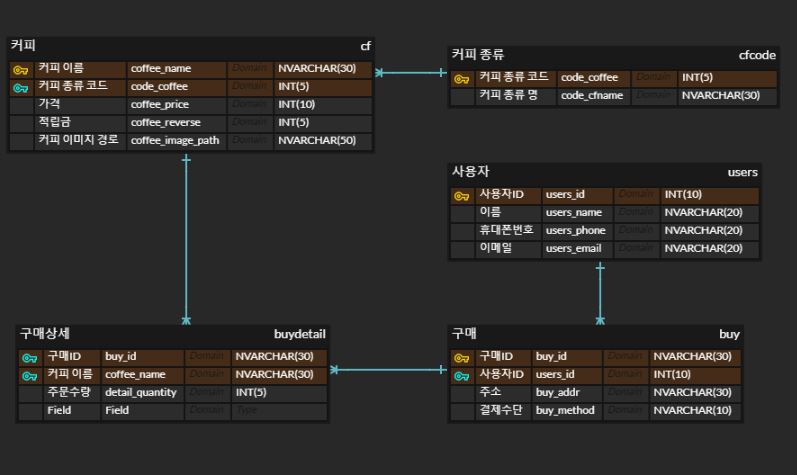 커피 cf
커피 이름 coffee_name Domain NVARCHAR(30)
커피 종류 코드 code_coffee Domain INT(5)
가격 coffee_price Domain INT(10)
적립금 coffee_reverse Domain INT(5)
커피 이미지 경로 coffee_image_path Domain NVARCHAR(50)
커피 종류 cfcode
커피 종류 코드 code_coffee Domain INT(5)
커피 종류 명 code_cfname Domain NVARCHAR(30)
사용자 users
사용자ID users_id Domain INT(10)
이름 users_name Domain NVARCHAR(20)
휴대폰번호 users_phone Domain NVARCHAR(20)
이메일 users_email Domain NVARCHAR(20)
구매상세 buydetail
구매ID buy_id Domain NVARCHAR(30)
커피 이름 coffee_name Domain NVARCHAR(30)
주문수량 detail_quantity Domain INT(5)
Field Field Domain Type
구매 buy
구매ID buy_id Domain NVARCHAR(30)
사용자ID users_id Domain INT(10)
주소 buy_addr Domain NVARCHAR(30)
결제수단 buy_method Domain NVARCHAR(10)